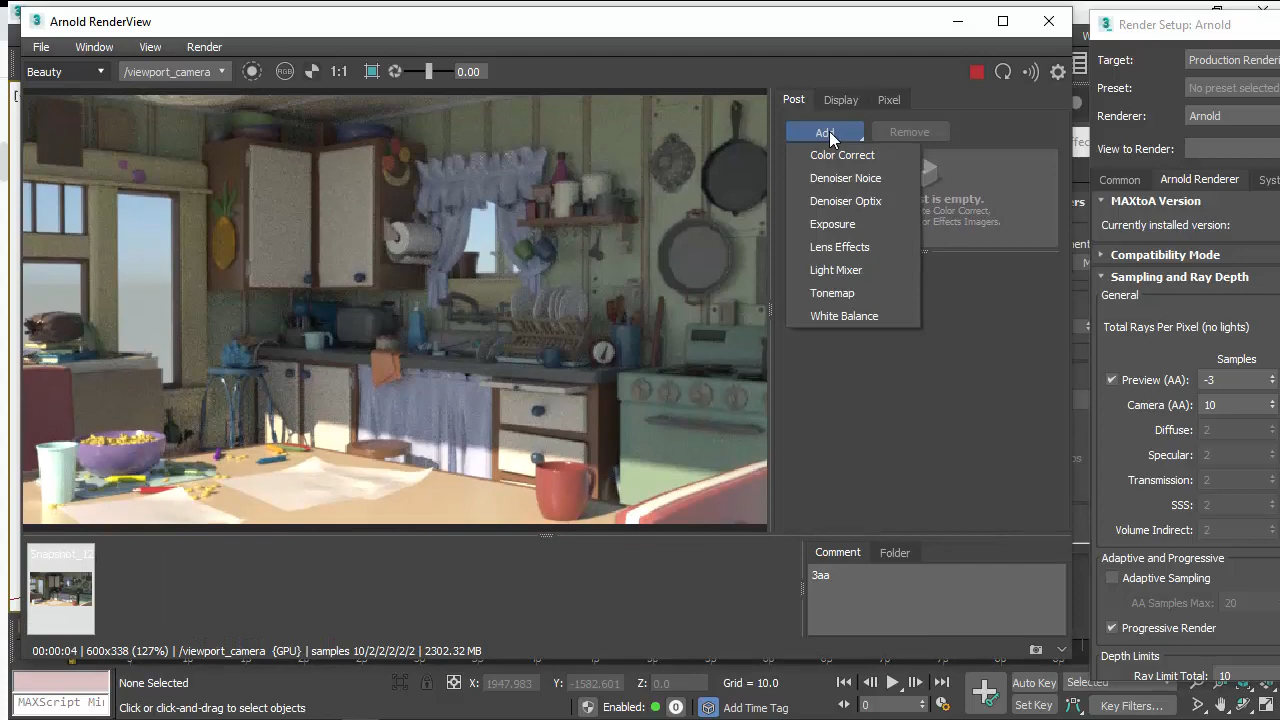 Arnold RenderView
Render Setup: Arnold
File
Window
View
Render
Beauty
/viewport_camera
RGB
1:1
0.00
Target:
Production Renderi
Preset:
No preset selected
Renderer:
Arnold
View to Render:
Post
Display
Pixel
Add
Remove
Color Correct
Denoiser Noice
Denoiser Optix
Exposure
Lens Effects
Light Mixer
Tonemap
White Balance
st is empty.
te Color Correct,
or Effects Imagers.
Common
Arnold Renderer
Syst
MAXtoA Version
Currently installed version:
Compatibility Mode
Sampling and Ray Depth
General
Total Rays Per Pixel (no lights)
Samples
Preview (AA):
-3
Camera (AA):
10
Diffuse:
2
Specular:
2
Transmission:
2
SSS:
2
Volume Indirect:
2
Adaptive and Progressive
Adaptive Sampling
AA Samples Max:
20
Progressive Render
Depth Limits
Ray Limit Total:
10
Snapshot_12
Comment
Folder
3aa
00:00:04 | 600x338 (127%) | /viewport_camera {GPU} | samples 10/2/2/2/2/2 | 2302.32 MB
None Selected
X:
1947.983
Y:
-1582.601
Z:
0.0
Grid = 10.0
Auto Key
Selected
MAXScript Mi
Click or click-and-drag to select objects
Enabled:
Add Time Tag
0
Set Key
Key Filters...